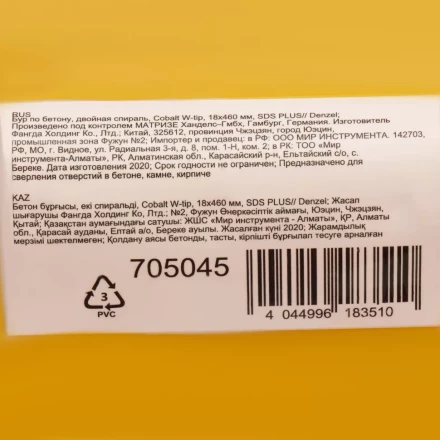 RUS
Бур по бетону, двойная спираль, Cobalt W-tip, 18x460 мм, SDS PLUS// Denzel;
Произведено под контролем МАТРИЗЕ Ханделс-Гмбх, Гамбург, Германия. Изготовитель
Фангда Холдинг Ко., Лтд.; Китай, 325612, провинция Чжэцзян, город Юэцин,
промышленная зона Фужун №2; Импортер и продавец: в РФ ООО МИР ИНСТРУМЕНТА. 142703,
РФ, МО, г. Видное, ул. Радиальная 3-я, д. 8, пом. 1-Н, ком. 2; в РК: ТОО «Мир
инструмента-Алматы», РК, Алматинская обл., Карасайский р-н, Ельтайский с/о, с.
Береке. Дата изготовления 2020; Срок годности не ограничен; Предназначено для
сверления отверстий в бетоне, камне, кирпиче
KAZ
Бетон бұрғысы, екі спиральді, Cobalt W-tip, 18x460 мм, SDS PLUS// Denzel; Жасап
шығарушы Фангда Холдинг Ко, Лтд.; №2, Фужун Өнеркәсіптік аймағы, Юэцин, Чжэцзян,
Қытай; Қазақстан аумағындағы сатушы: ЖШС «Мир инструмента - Алматы», ҚР, Алматы
обл., Қарасай ауданы, Елтай а/о, Береке ауылы. Жасалған күні 2020; Жарамдылық
мерзімі шектелмеген; Қолдану аясы бетонды, тасты, кірпішті бұрғылап тесуге арналған
705045
3
PVC
4 044996 183510